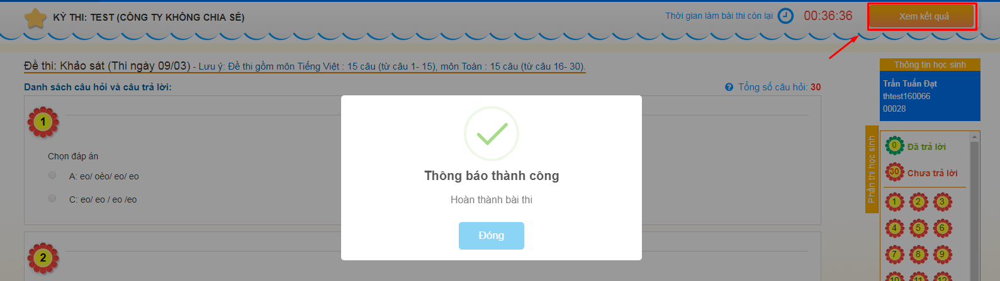 KỲ THI: TEST (CÔNG TY KHÔNG CHIA SẺ)
Thời gian làm bài thi còn lại 00:36:36
Xem kết quả
Đề thi: Khảo sát (Thi ngày 09/03) - Lưu ý: Đề thi gồm môn Tiếng Việt : 15 câu (từ câu 1- 15), môn Toán : 15 câu (từ câu 16- 30).
Danh sách câu hỏi và câu trả lời:
Tổng số câu hỏi: 30
1
Chọn đáp án
A: eo/ oèo/ eo/ eo
C: eo/ eo / eo /eo
2
Thông báo thành công
Hoàn thành bài thi
Đóng
Thông tin học sinh
Trần Tuấn Đạt
thtest160066
00028
Phần thi học sinh
0 Đã trả lời
30 Chưa trả lời
1 2 3
4 5 6
7 8 9
10 11 12